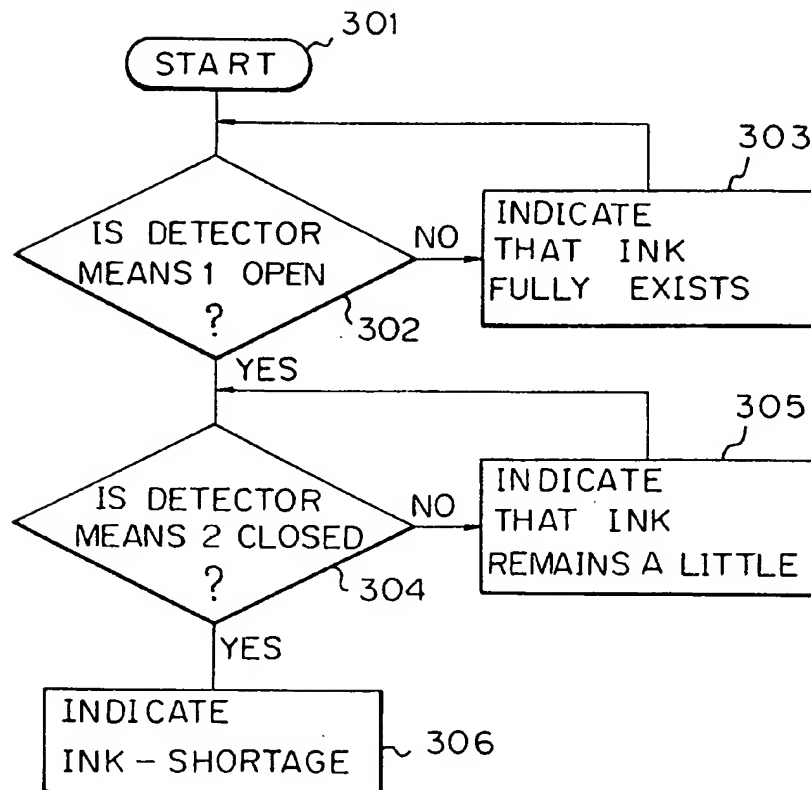 301
START
303
INDICATE
THAT INK
FULLY EXISTS
IS DETECTOR
MEANS 1 OPEN
?
NO
302
YES
305
INDICATE
THAT INK
REMAINS A LITTLE
IS DETECTOR
MEANS 2 CLOSED
?
NO
304
YES
INDICATE
INK - SHORTAGE
306